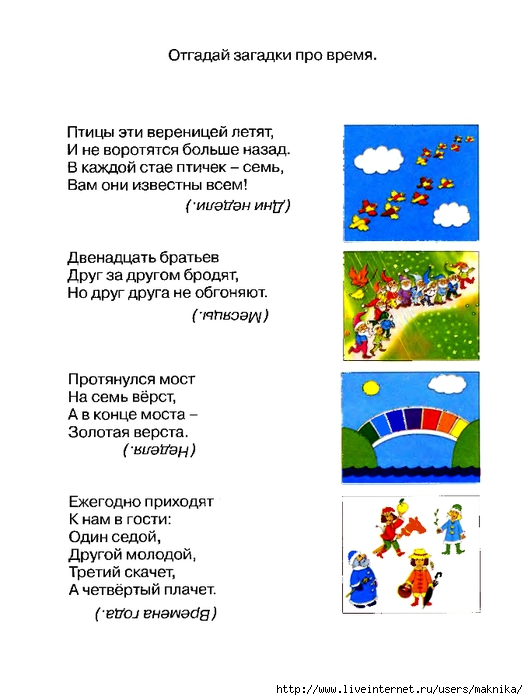 Отгадай загадки про время.
Птицы эти вереницей летят,
И не воротятся больше назад.
В каждой стае птичек – семь,
Вам они известны всем!
(Дни недели.)
Двенадцать братьев
Друг за другом бродят,
Но друг друга не обгоняют.
(Месяцы.)
Протянулся мост
На семь вёрст,
А в конце моста –
Золотая верста.
(Неделя.)
Ежегодно приходят
К нам в гости:
Один седой,
Другой молодой,
Третий скачет,
А четвёртый плачет.
(Времена года.)
http://www.liveinternet.ru/users/maknika/